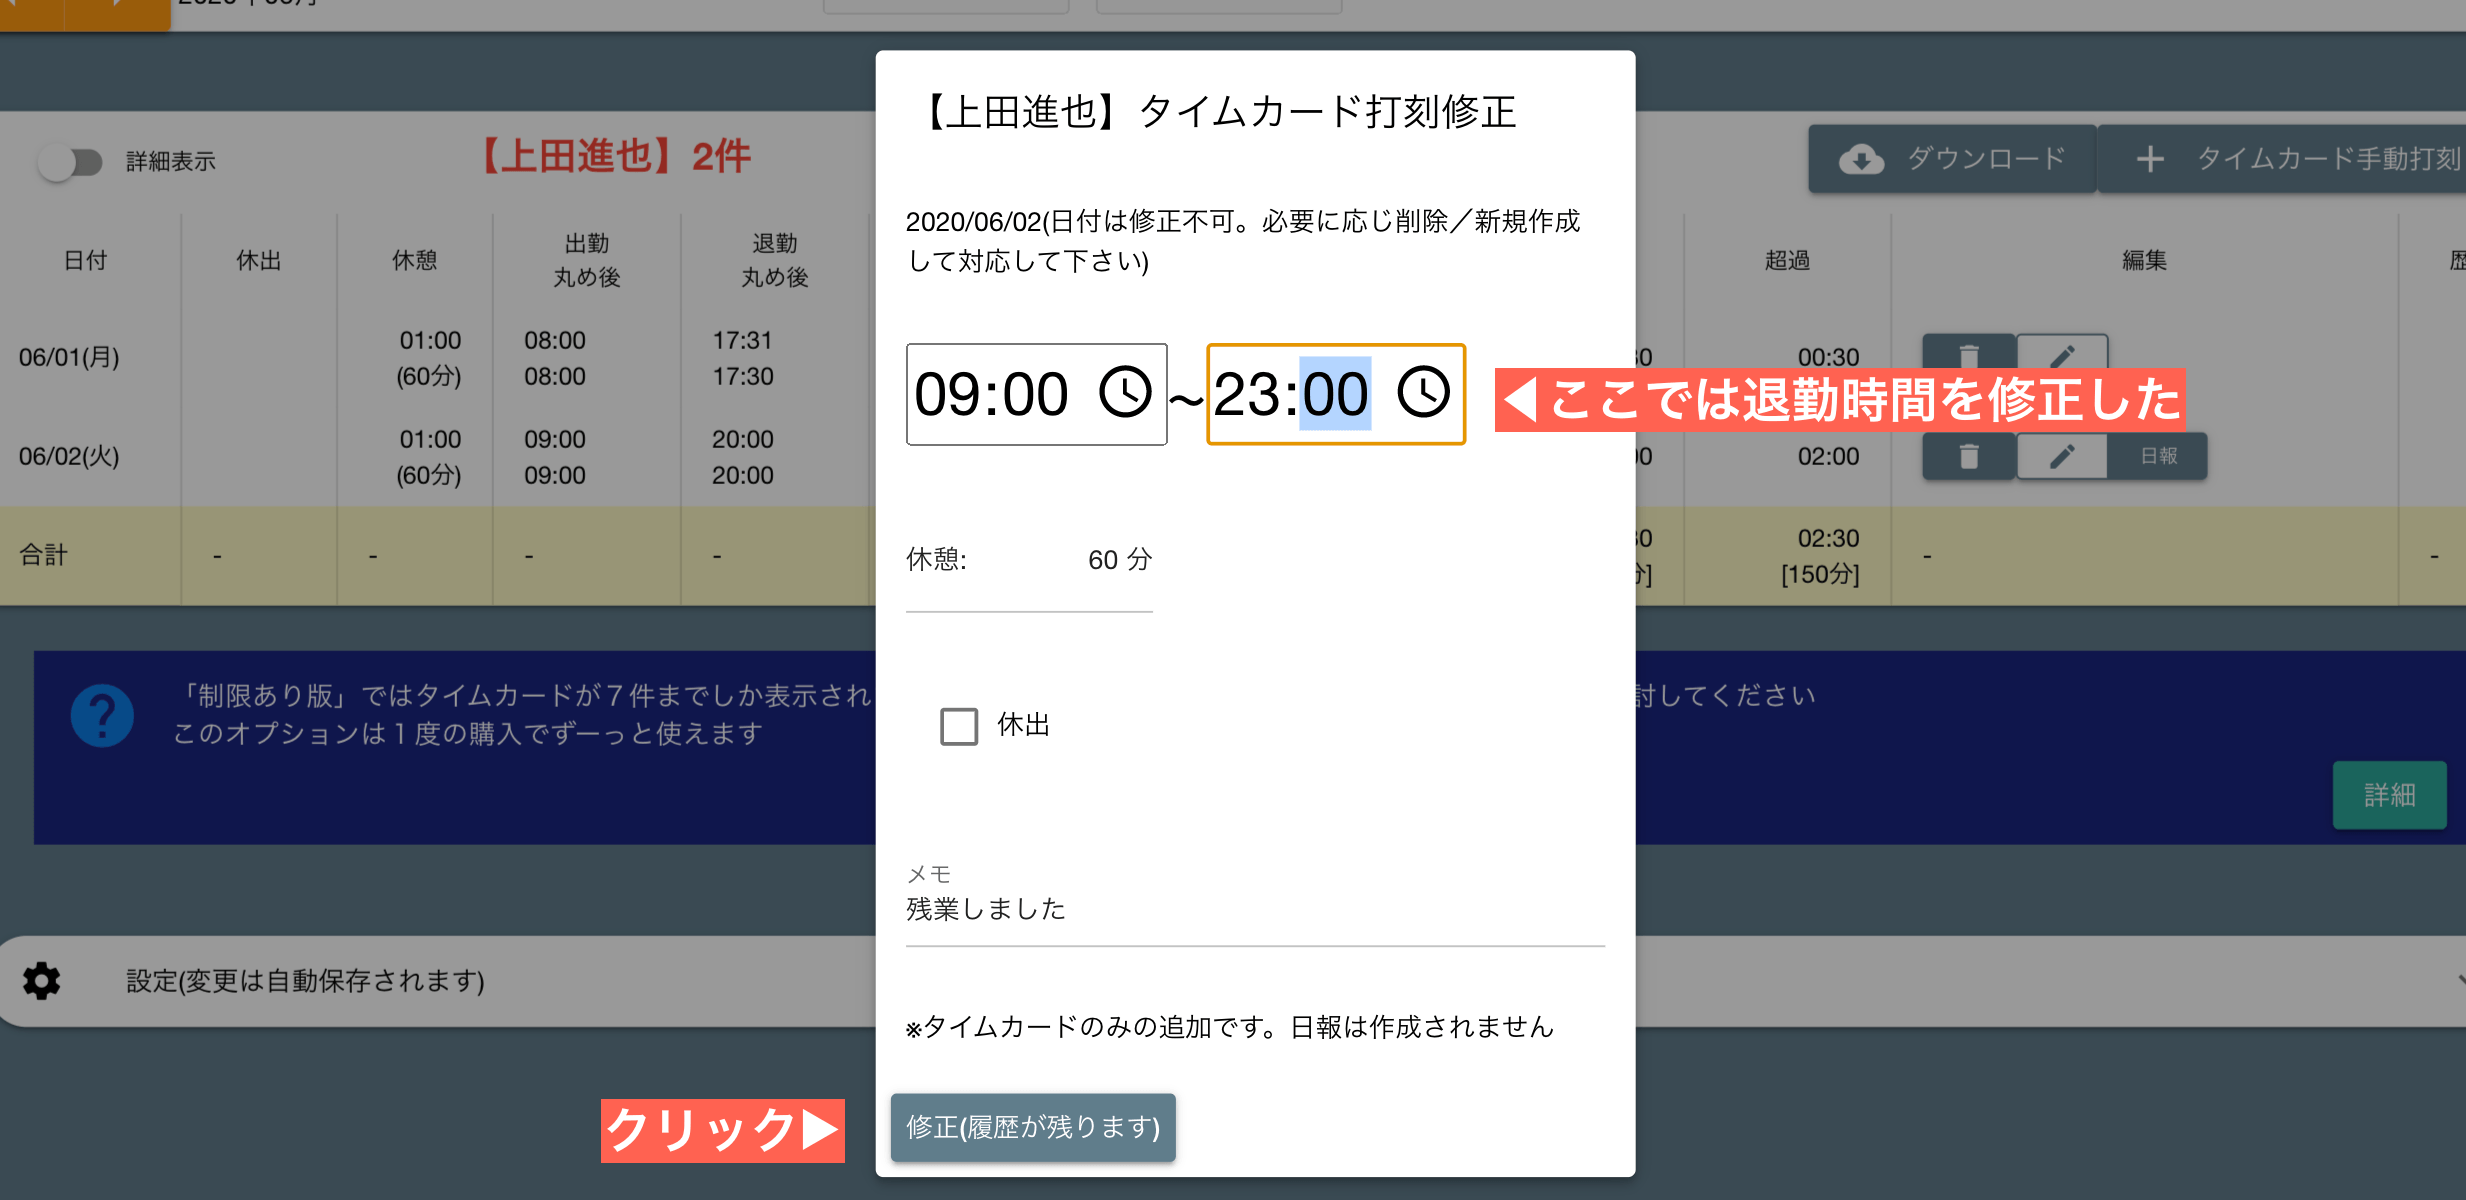 詳細表示
【上田進也】2件
ダウンロード
タイムカード手動打刻
日付
休出
休憩
出勤
丸め後
退勤
丸め後
超過
編集
06/01(月)
01:00
(60分)
08:00
08:00
17:31
17:30
00:30
06/02(火)
01:00
(60分)
09:00
09:00
20:00
20:00
02:00
日報
合計
-
-
-
-
02:30
[150分]
-
-
「制限あり版」ではタイムカードが７件までしか表示され
討してください
このオプションは１度の購入でずーっと使えます
詳細
設定(変更は自動保存されます)
【上田進也】タイムカード打刻修正
2020/06/02(日付は修正不可。必要に応じ削除／新規作成
して対応して下さい)
09:00
～
23:00
◀ここでは退勤時間を修正した
休憩:
60 分
休出
メモ
残業しました
※タイムカードのみの追加です。日報は作成されません
クリック▶
修正(履歴が残ります)